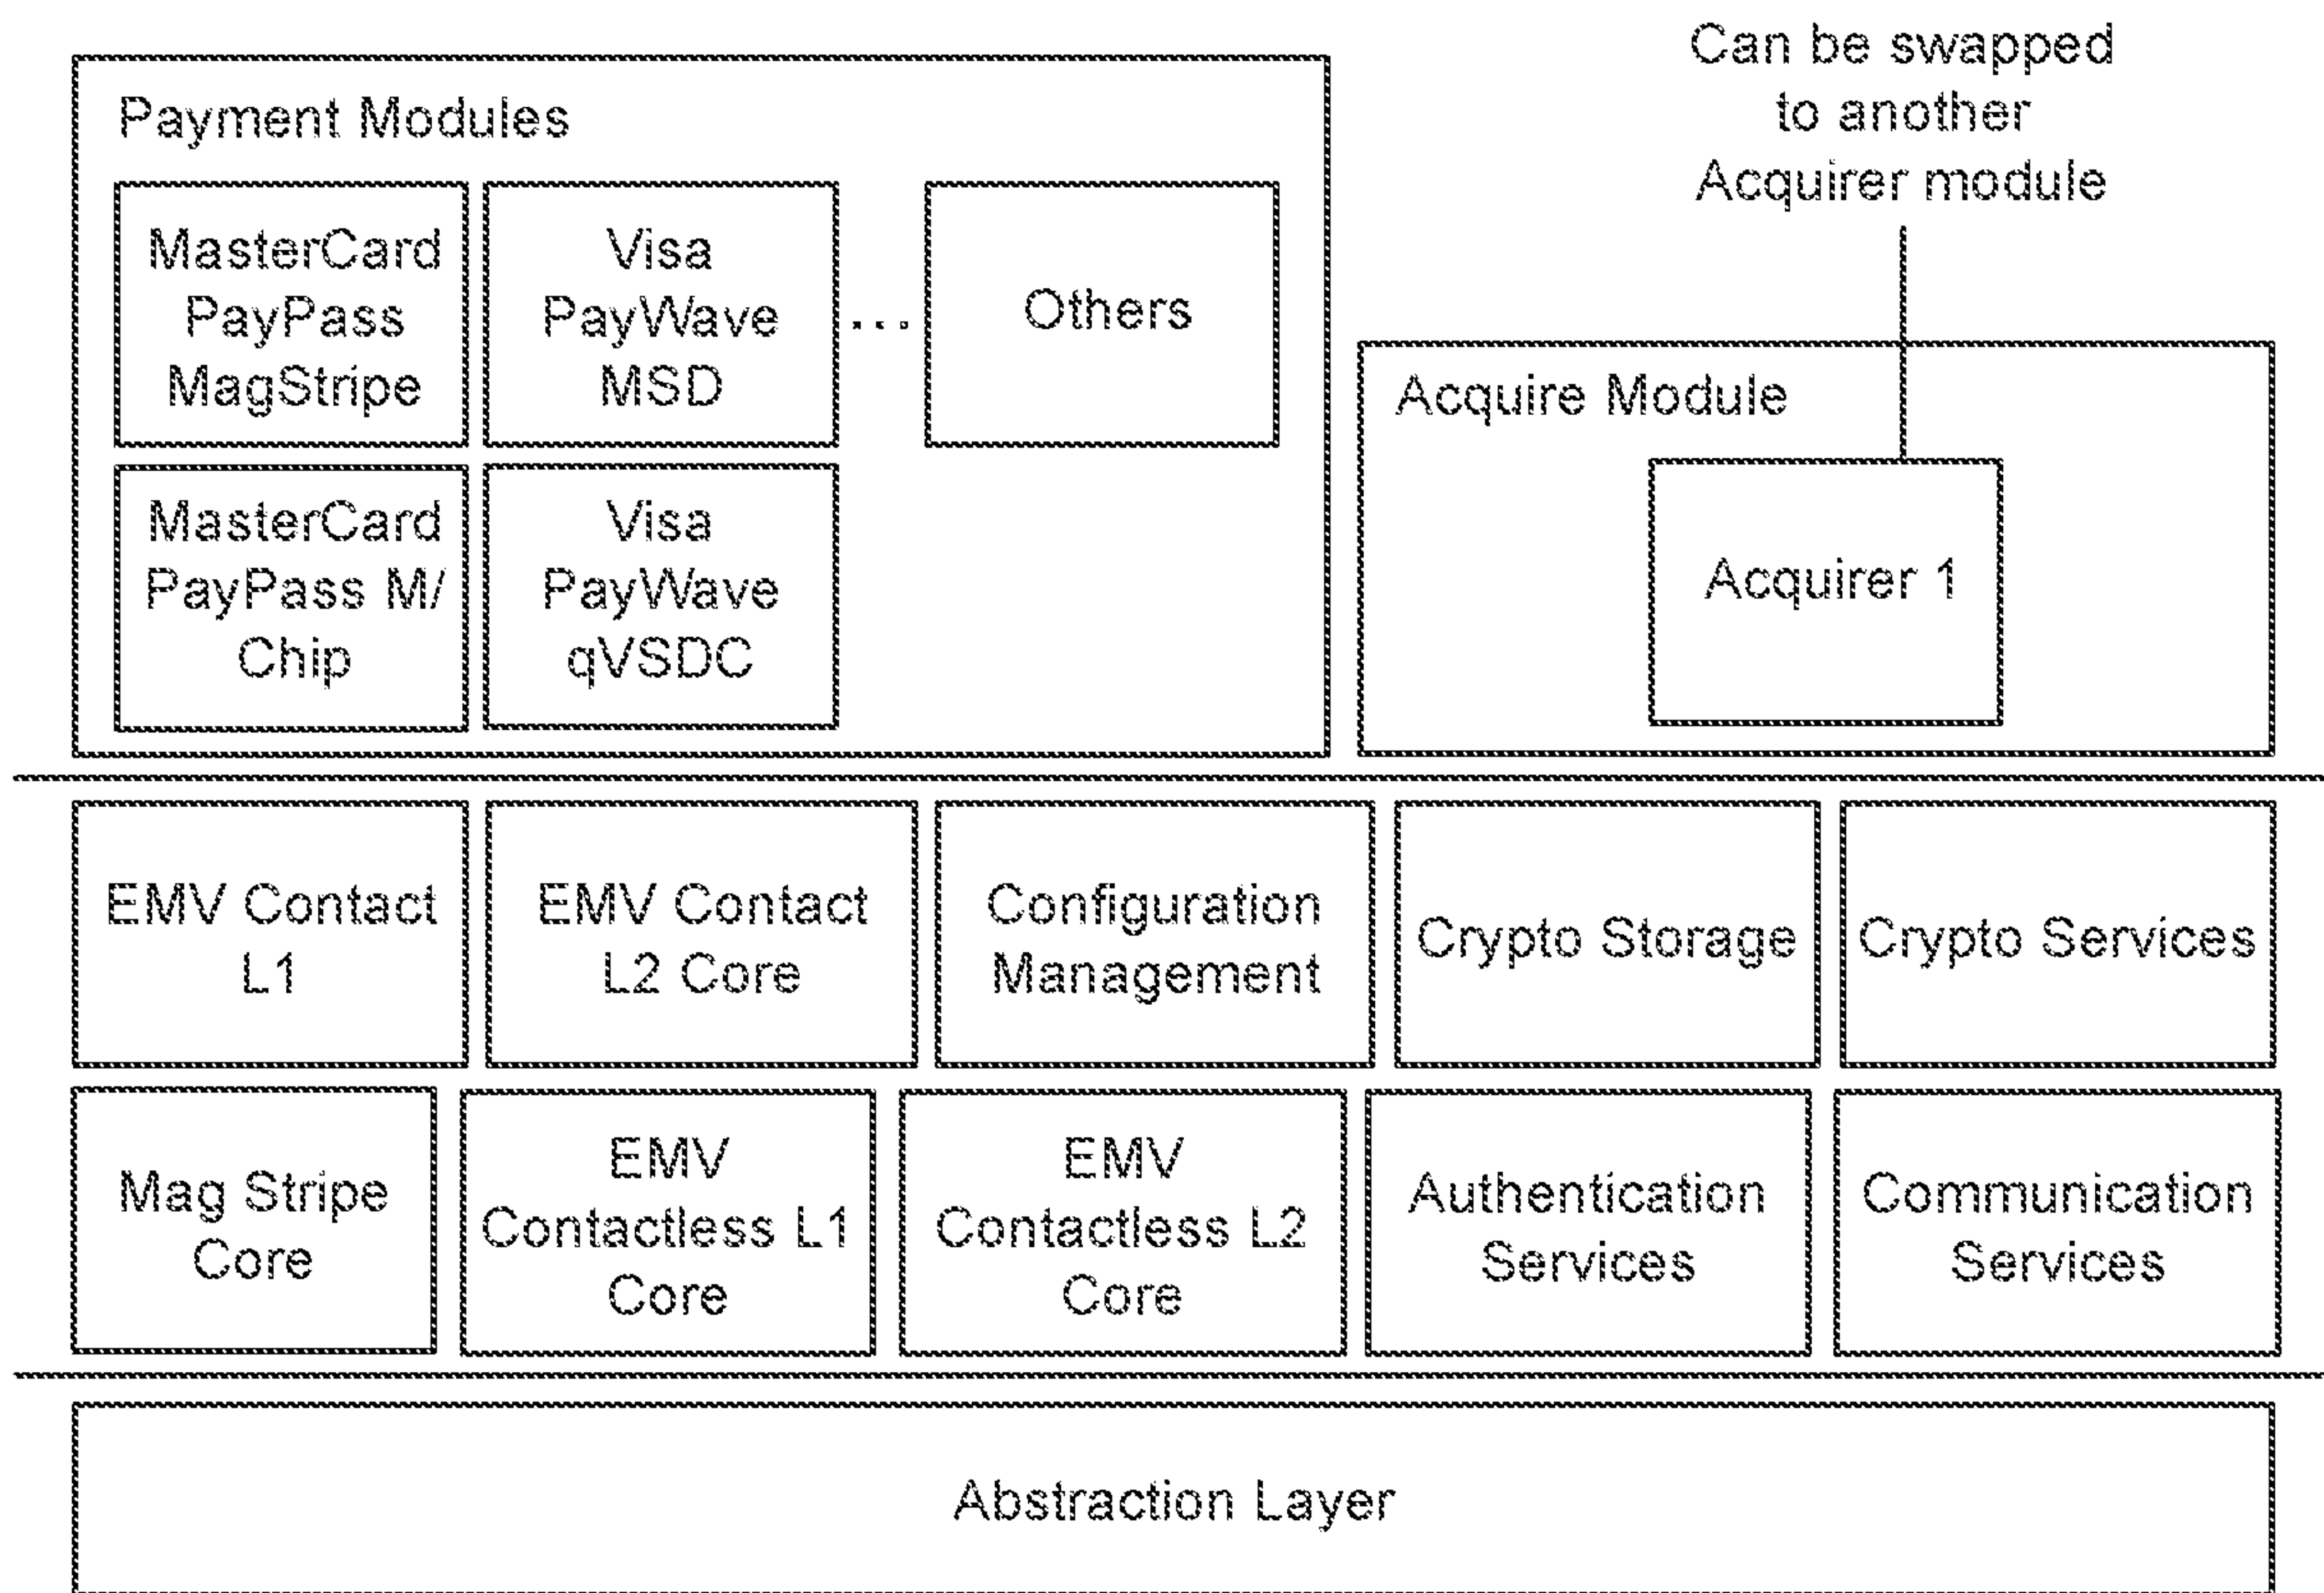 Can be swapped
to another
Acquirer module
Payment Modules
MasterCard
PayPass
MagStripe
Visa
PayWave
MSD
...
Others
MasterCard
PayPass M/
Chip
Visa
PayWave
qVSDC
Acquire Module
Acquirer 1
EMV Contact
L1
EMV Contact
L2 Core
Configuration
Management
Crypto Storage
Crypto Services
Mag Stripe
Core
EMV
Contactless L1
Core
EMV
Contactless L2
Core
Authentication
Services
Communication
Services
Abstraction Layer